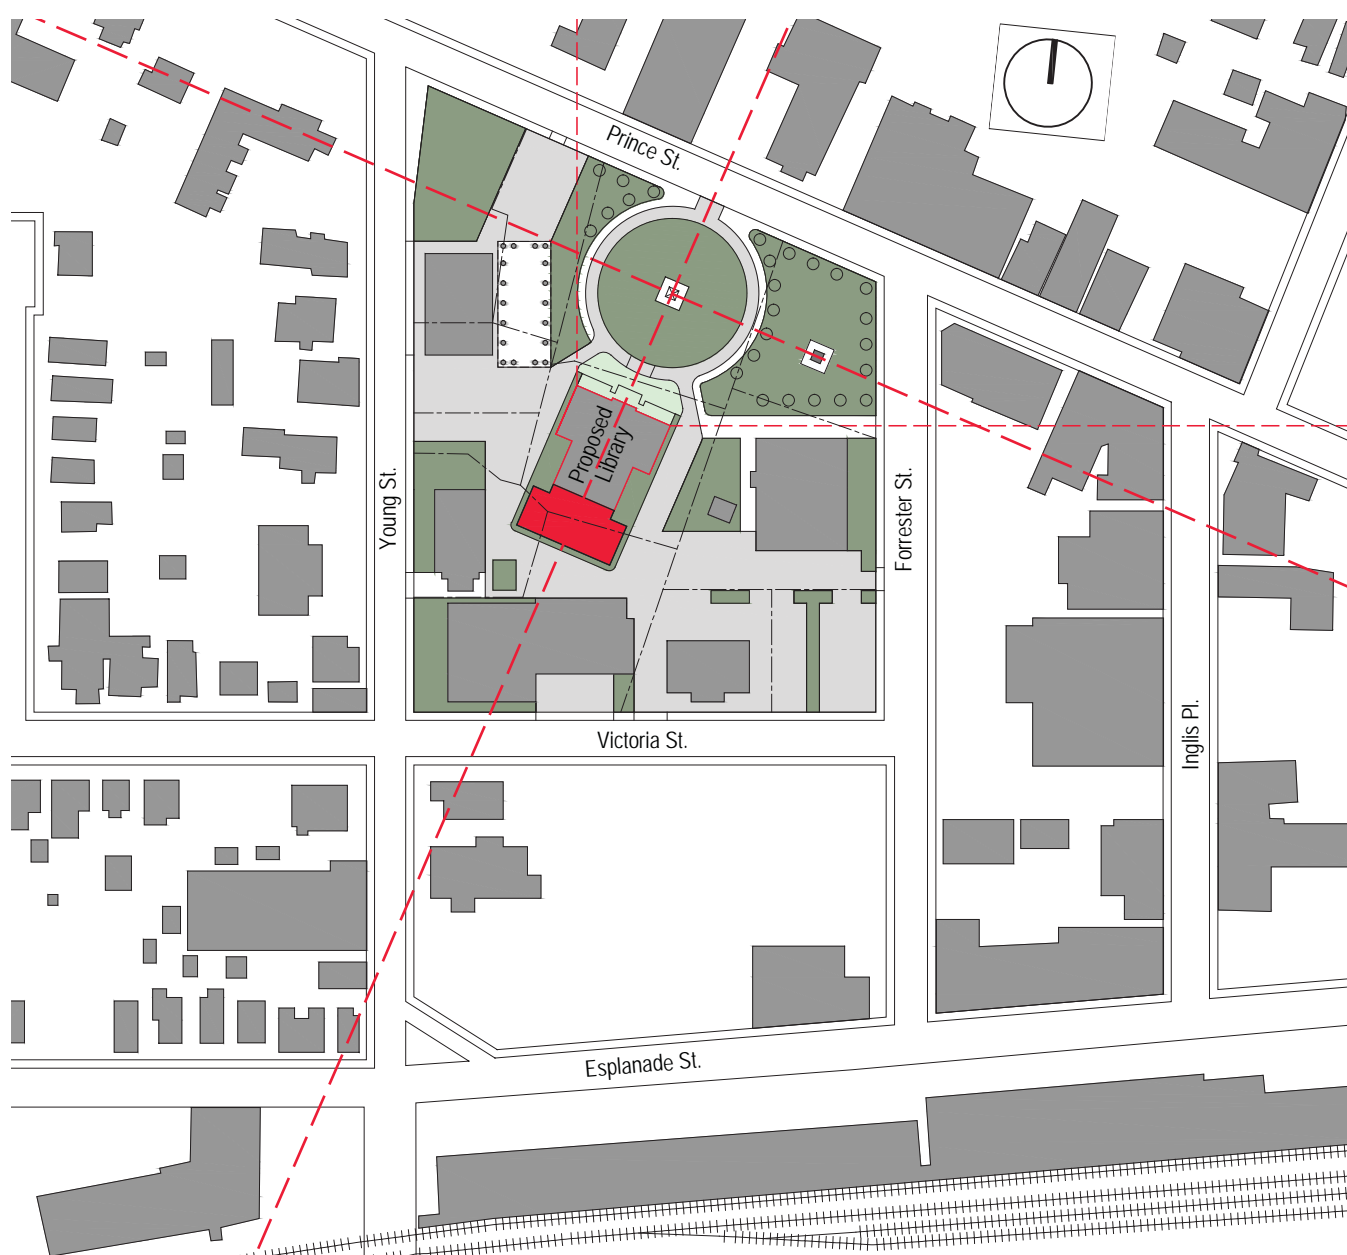 Prince St.
Proposed
Library
Young St.
Forrester St.
Inglis Pl.
Victoria St.
Esplanade St.